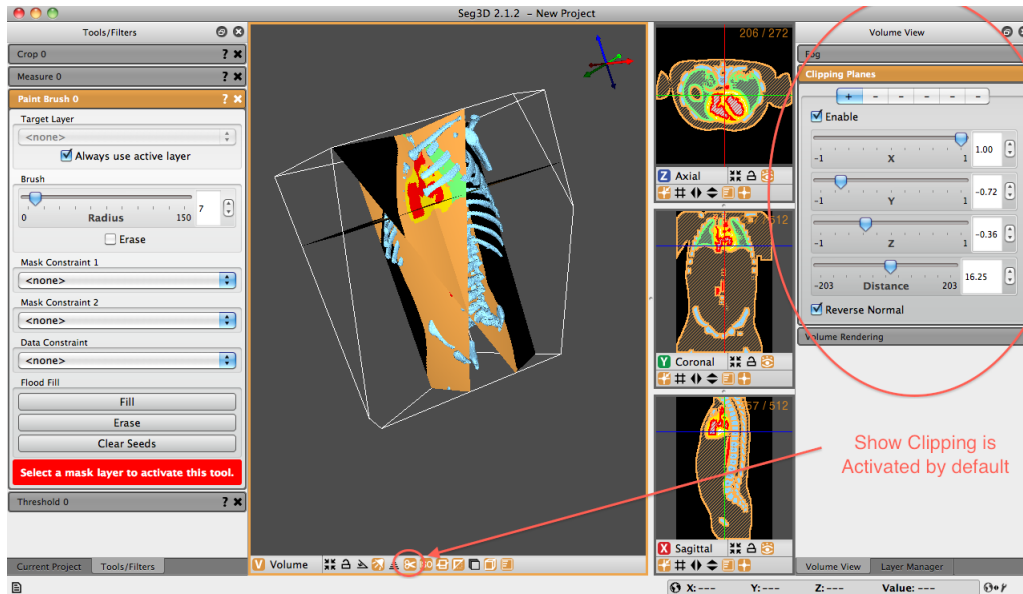 Seg3D 2.1.2 - New Project
Tools/Filters
Crop 0 ? ✖
Measure 0 ? ✖
Paint Brush 0 ? ✖
Target Layer
<none>
Always use active layer
Brush
0 Radius 150 7
Erase
Mask Constraint 1
<none>
Mask Constraint 2
<none>
Data Constraint
<none>
Flood Fill
Fill
Erase
Clear Seeds
Select a mask layer to activate this tool.
Threshold 0 ? ✖
Current Project Tools/Filters
V Volume
206 / 272
Z Axial
/ 512
Y Coronal
57 / 512
X Sagittal
Volume View
Fog
Clipping Planes
+ - - - - -
Enable
-1 X 1 1.00
-1 Y 1 -0.72
-1 Z 1 -0.36
-203 Distance 203 16.25
Reverse Normal
Volume Rendering
Show Clipping is
Activated by default
Volume View Layer Manager
X: --- Y: --- Z: --- Value: ---